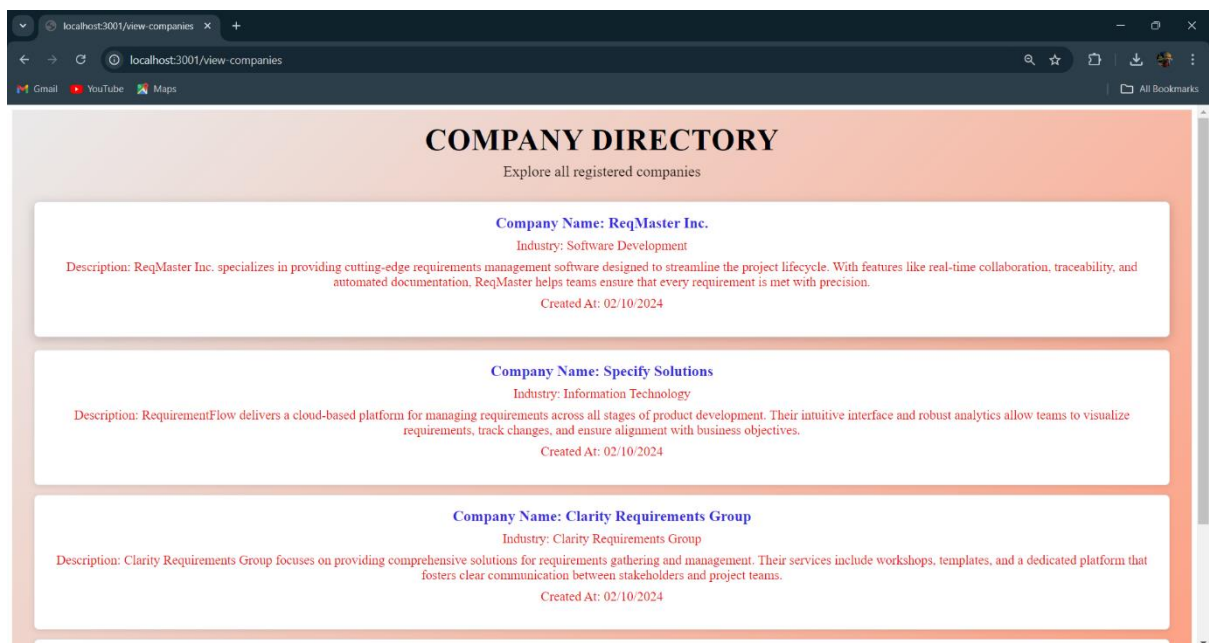 localhost:3001/view-companies
localhost:3001/view-companies
Gmail YouTube Maps All Bookmarks
COMPANY DIRECTORY
Explore all registered companies
Company Name: ReqMaster Inc.
Industry: Software Development
Description: ReqMaster Inc. specializes in providing cutting-edge requirements management software designed to streamline the project lifecycle. With features like real-time collaboration, traceability, and
automated documentation, ReqMaster helps teams ensure that every requirement is met with precision.
Created At: 02/10/2024
Company Name: Specify Solutions
Industry: Information Technology
Description: RequirementFlow delivers a cloud-based platform for managing requirements across all stages of product development. Their intuitive interface and robust analytics allow teams to visualize
requirements, track changes, and ensure alignment with business objectives.
Created At: 02/10/2024
Company Name: Clarity Requirements Group
Industry: Clarity Requirements Group
Description: Clarity Requirements Group focuses on providing comprehensive solutions for requirements gathering and management. Their services include workshops, templates, and a dedicated platform that
fosters clear communication between stakeholders and project teams.
Created At: 02/10/2024